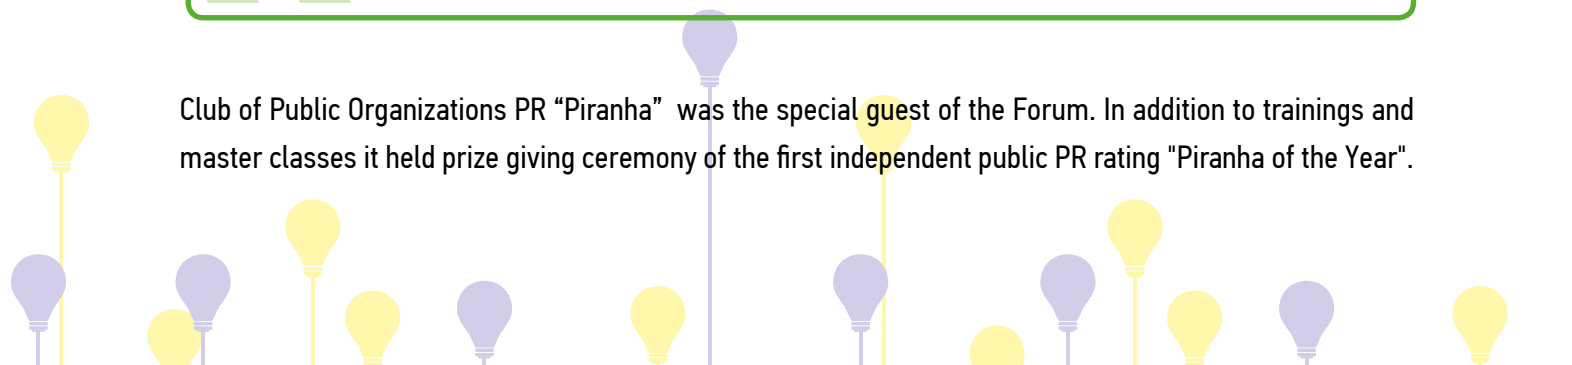 Club of Public Organizations PR “Piranha”  was the special guest of the Forum. In addition to trainings and
master classes it held prize giving ceremony of the first independent public PR rating "Piranha of the Year".